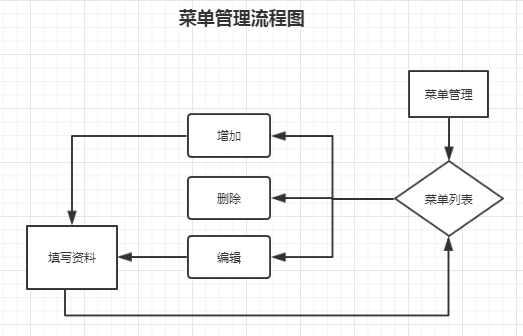 菜单管理流程图
菜单管理
增加
删除
菜单列表
填写资料
编辑